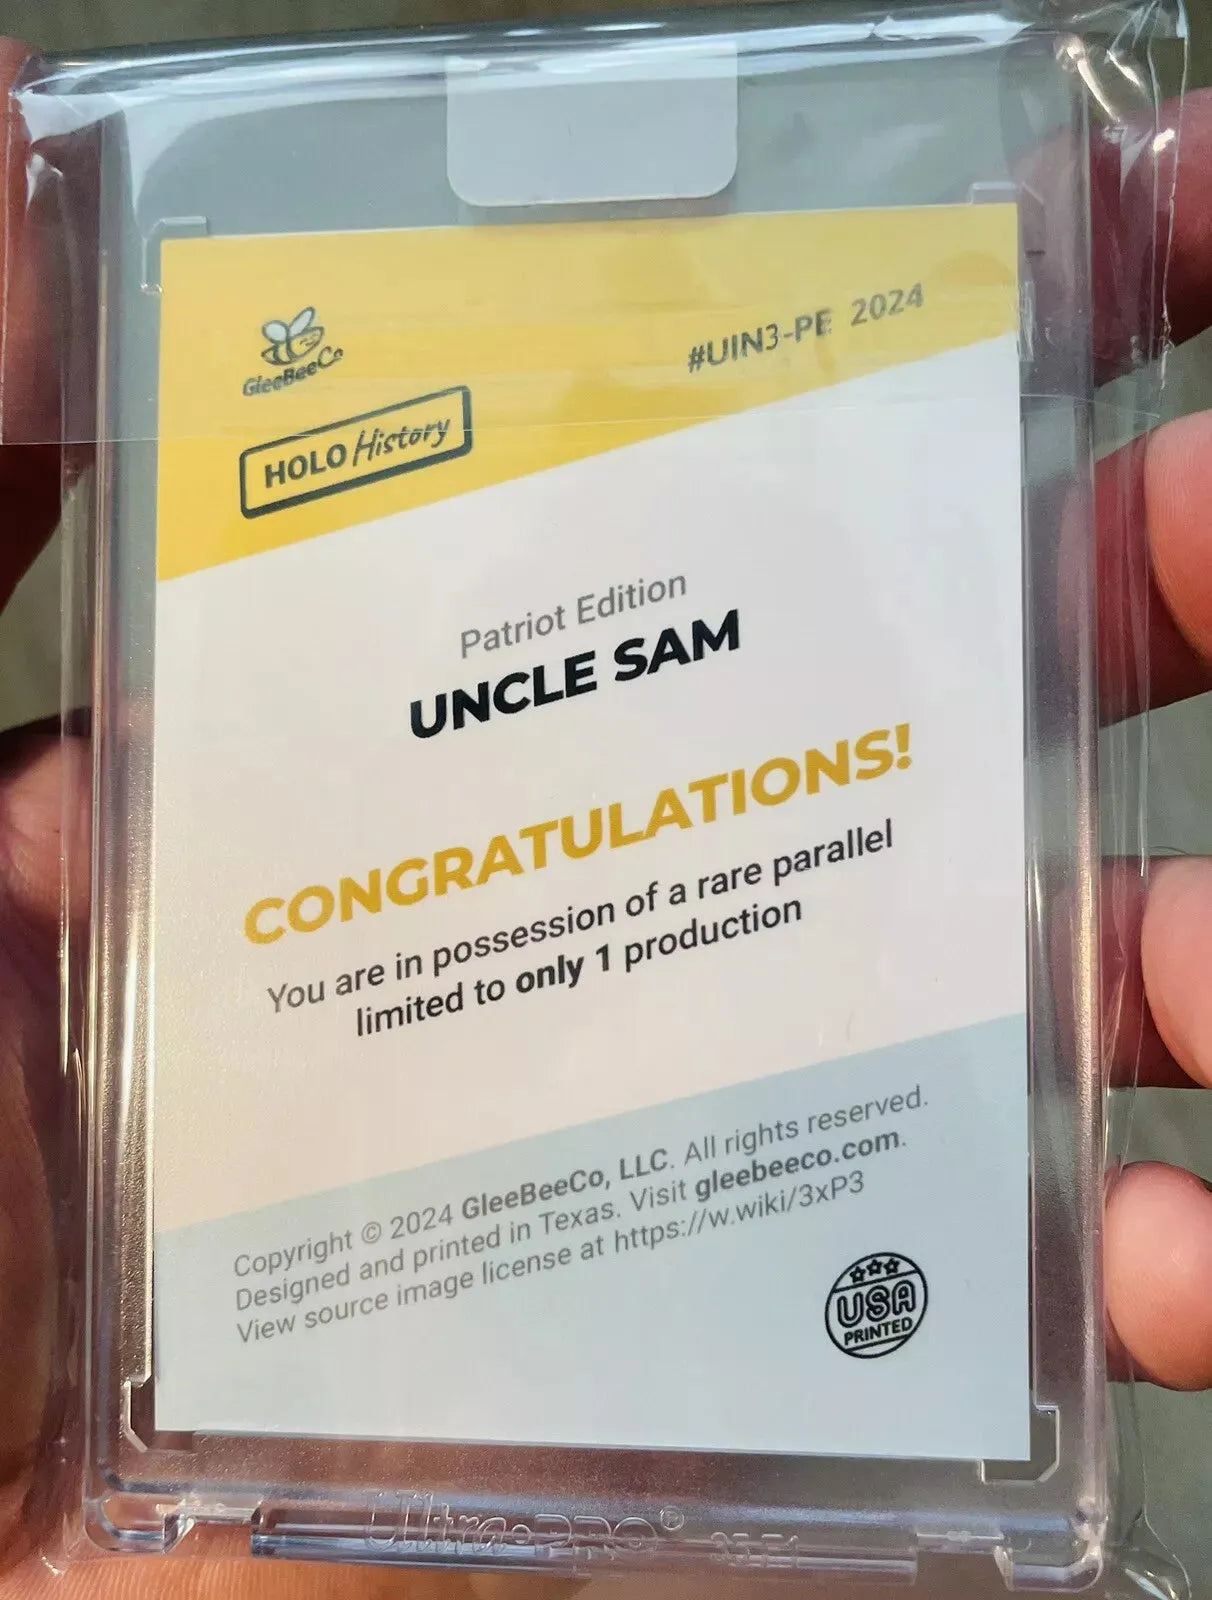 GleeBeeCo
#UIN3-PE 2024
HOLO History
Patriot Edition
UNCLE SAM
CONGRATULATIONS!
You are in possession of a rare parallel
limited to only 1 production
Copyright © 2024 GleeBeeCo, LLC. All rights reserved.
Designed and printed in Texas. Visit gleebeeco.com.
View source image license at https://w.wiki/3xP3
USA
PRINTED
Ultra•PRO®